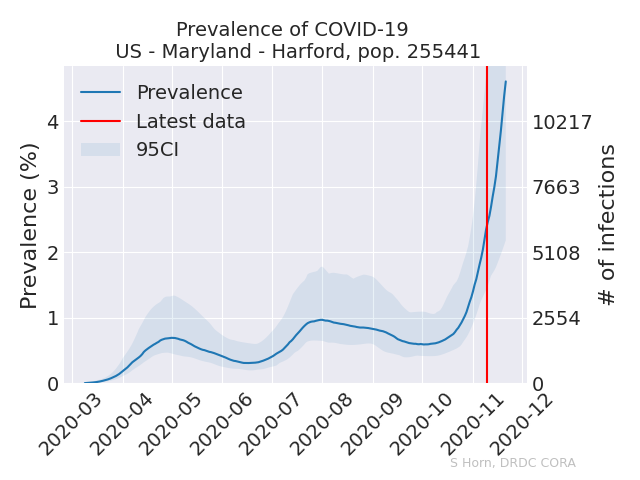 Prevalence of COVID-19
US - Maryland - Harford, pop. 255441
Prevalence
Latest data
95CI
Prevalence (%)
4
3
2
1
0
10217
7663
5108
2554
0
# of infections
2020-03
2020-04
2020-05
2020-06
2020-07
2020-08
2020-09
2020-10
2020-11
2020-12
S Horn, DRDC CORA